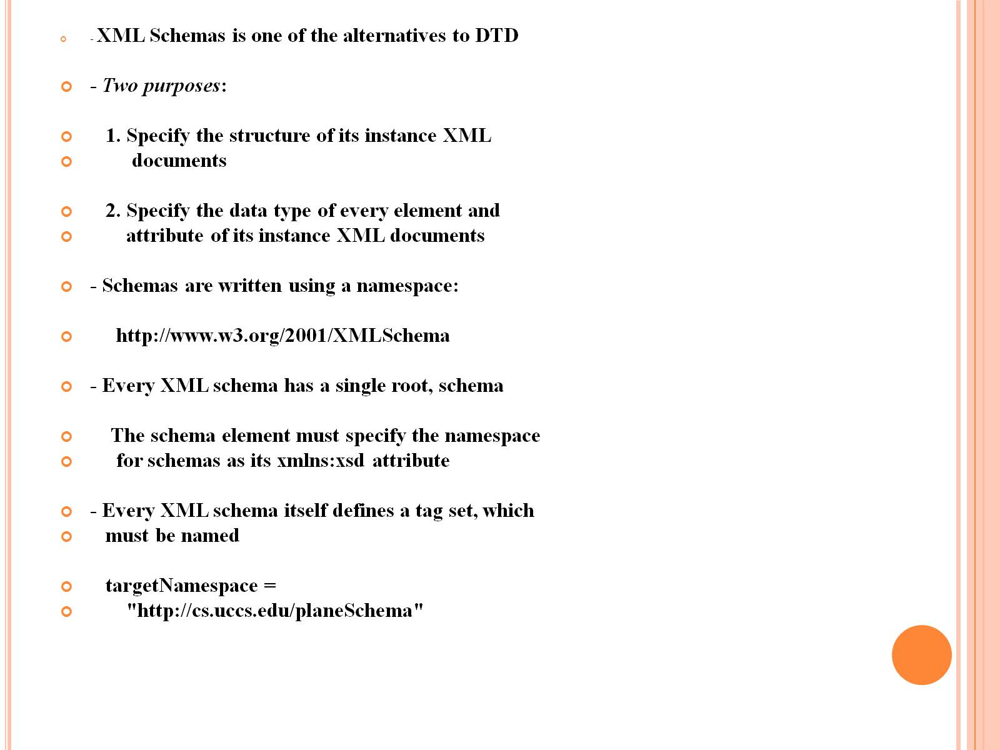 - XML Schemas is one of the alternatives to DTD
- Two purposes:
1. Specify the structure of its instance XML
documents
2. Specify the data type of every element and
attribute of its instance XML documents
- Schemas are written using a namespace:
http://www.w3.org/2001/XMLSchema
- Every XML schema has a single root, schema
The schema element must specify the namespace
for schemas as its xmlns:xsd attribute
- Every XML schema itself defines a tag set, which
must be named
targetNamespace =
"http://cs.uccs.edu/planeSchema"